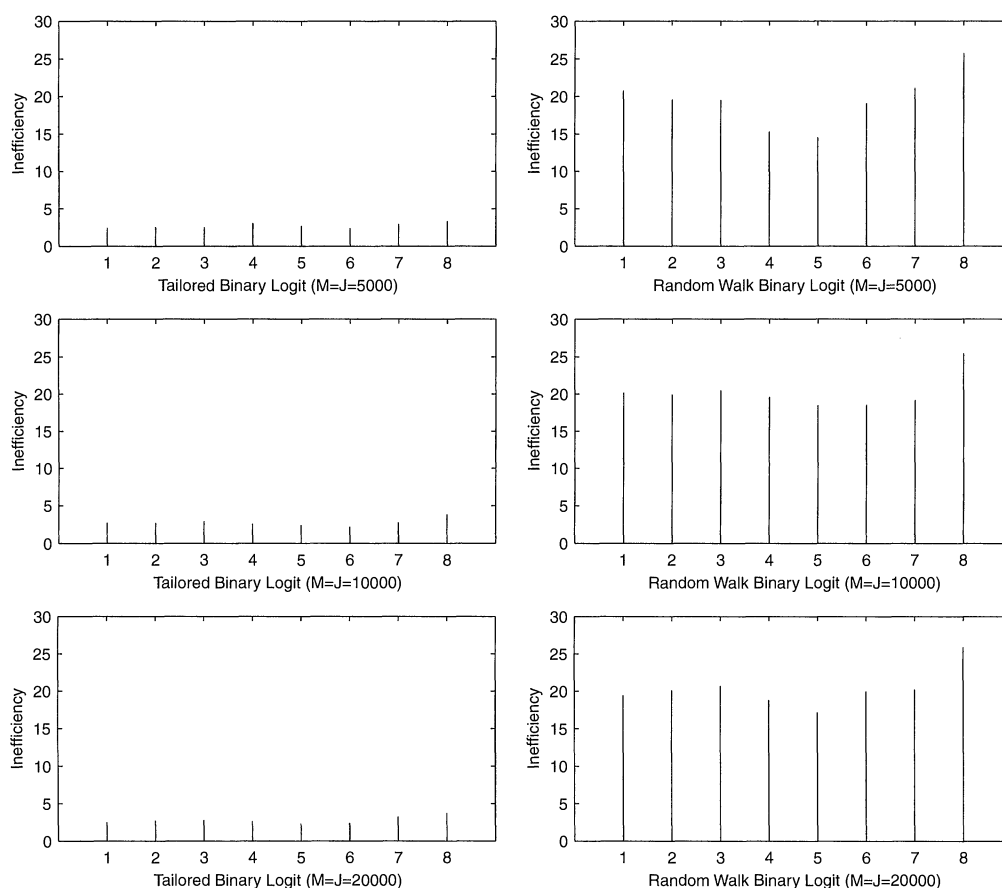 30
25
20
15
10
5
0
Inefficiency
1 2 3 4 5 6 7 8
Tailored Binary Logit (M=J=5000)
30
25
20
15
10
5
0
Inefficiency
1 2 3 4 5 6 7 8
Random Walk Binary Logit (M=J=5000)
30
25
20
15
10
5
0
Inefficiency
1 2 3 4 5 6 7 8
Tailored Binary Logit (M=J=10000)
30
25
20
15
10
5
0
Inefficiency
1 2 3 4 5 6 7 8
Random Walk Binary Logit (M=J=10000)
30
25
20
15
10
5
0
Inefficiency
1 2 3 4 5 6 7 8
Tailored Binary Logit (M=J=20000)
30
25
20
15
10
5
0
Inefficiency
1 2 3 4 5 6 7 8
Random Walk Binary Logit (M=J=20000)